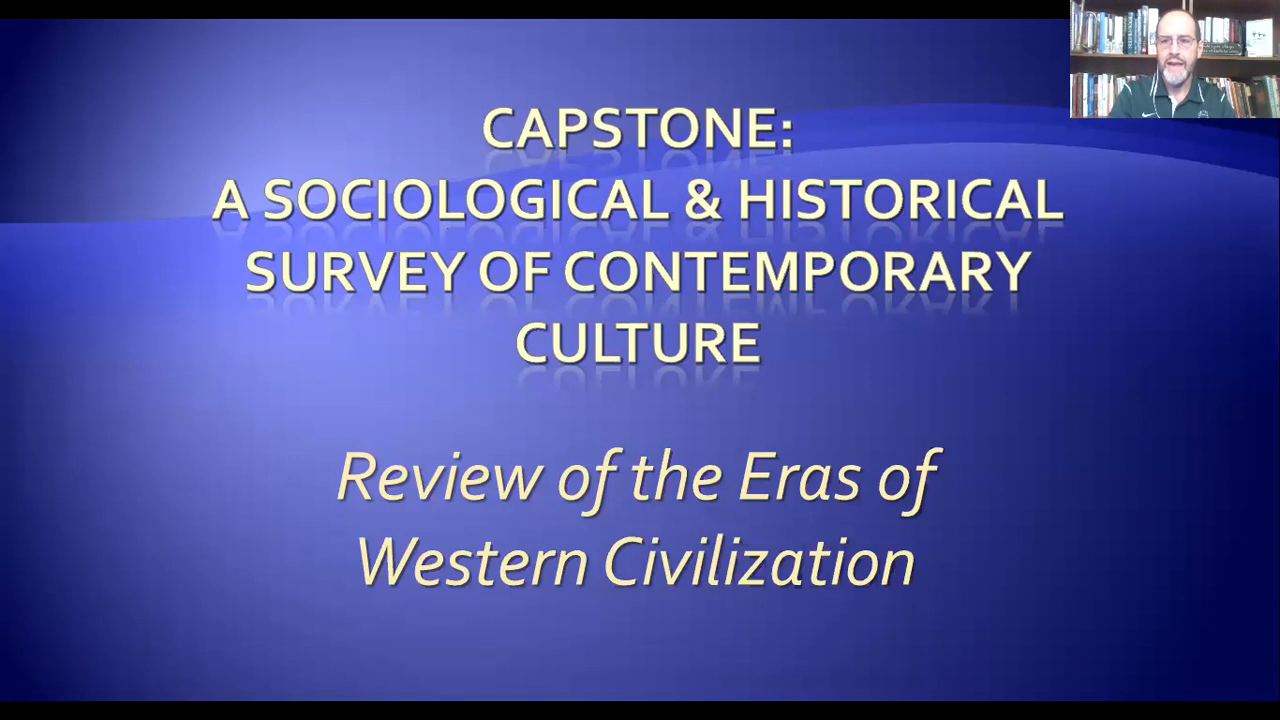 CAPSTONE:
A SOCIOLOGICAL & HISTORICAL
SURVEY OF CONTEMPORARY
CULTURE
Review of the Eras of
Western Civilization